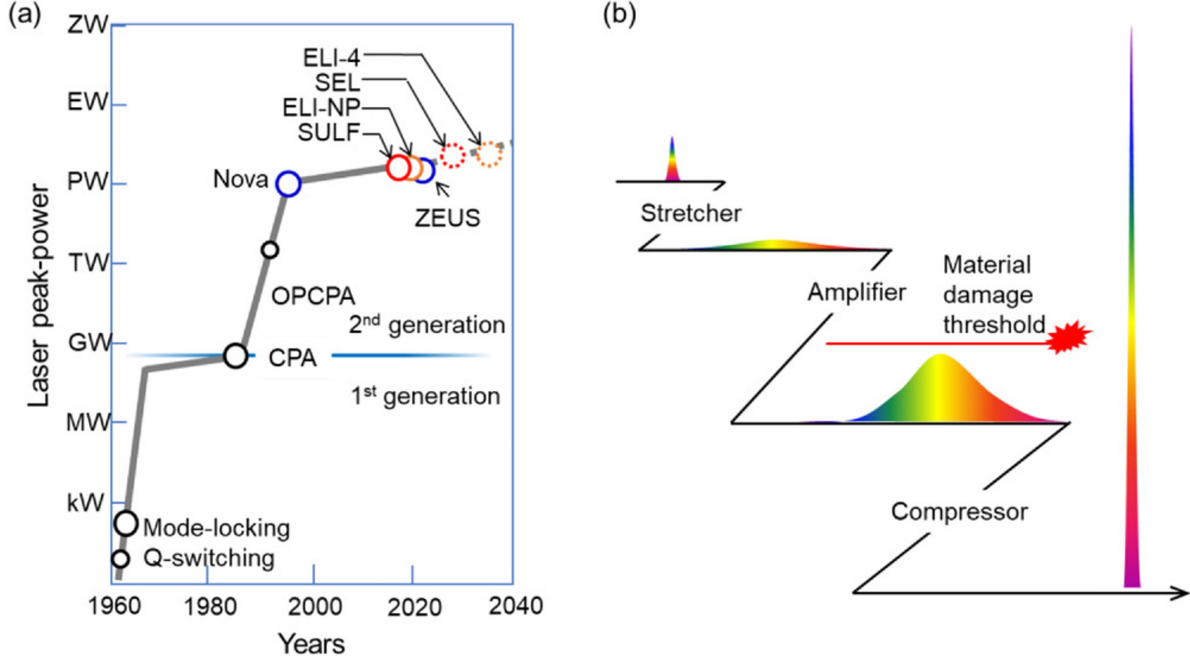 (a)
ZW
EW
PW
TW
GW
MW
kW
Laser peak-power
ELI-4
SEL
ELI-NP
SULF
Nova
ZEUS
OPCPA
2nd generation
CPA
1st generation
Mode-locking
Q-switching
1960 1980 2000 2020 2040
Years
(b)
Stretcher
Amplifier
Material
damage
threshold
Compressor